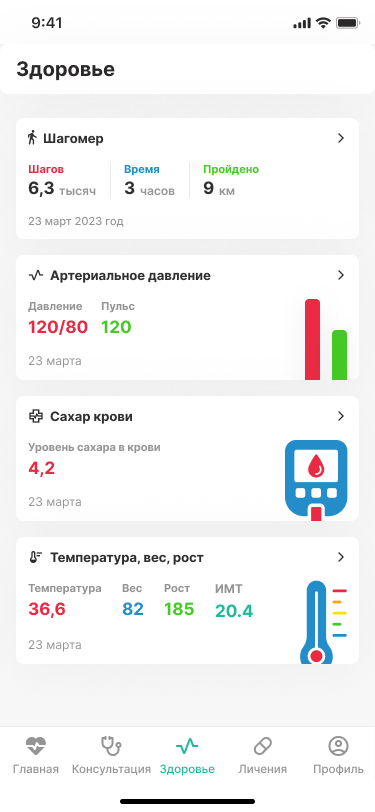 9:41
Здоровье
Шагомер
Шагов Время Пройдено
6,3 тысяч 3 часов 9 км
23 март 2023 год
Артериальное давление
Давление Пульс
120/80 120
23 марта
Сахар крови
Уровень сахара в крови
4,2
23 марта
Температура, вес, рост
Температура Вес Рост ИМТ
36,6 82 185 20.4
23 марта
Главная Консультация Здоровье Личения Профиль